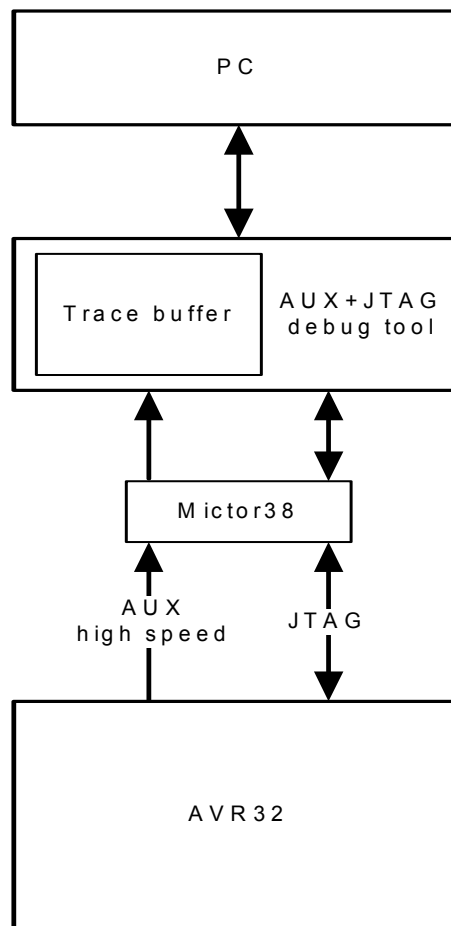 PC
Trace buffer
AUX+JTAG
debug tool
Mictor38
AUX
high speed
JTAG
AVR32